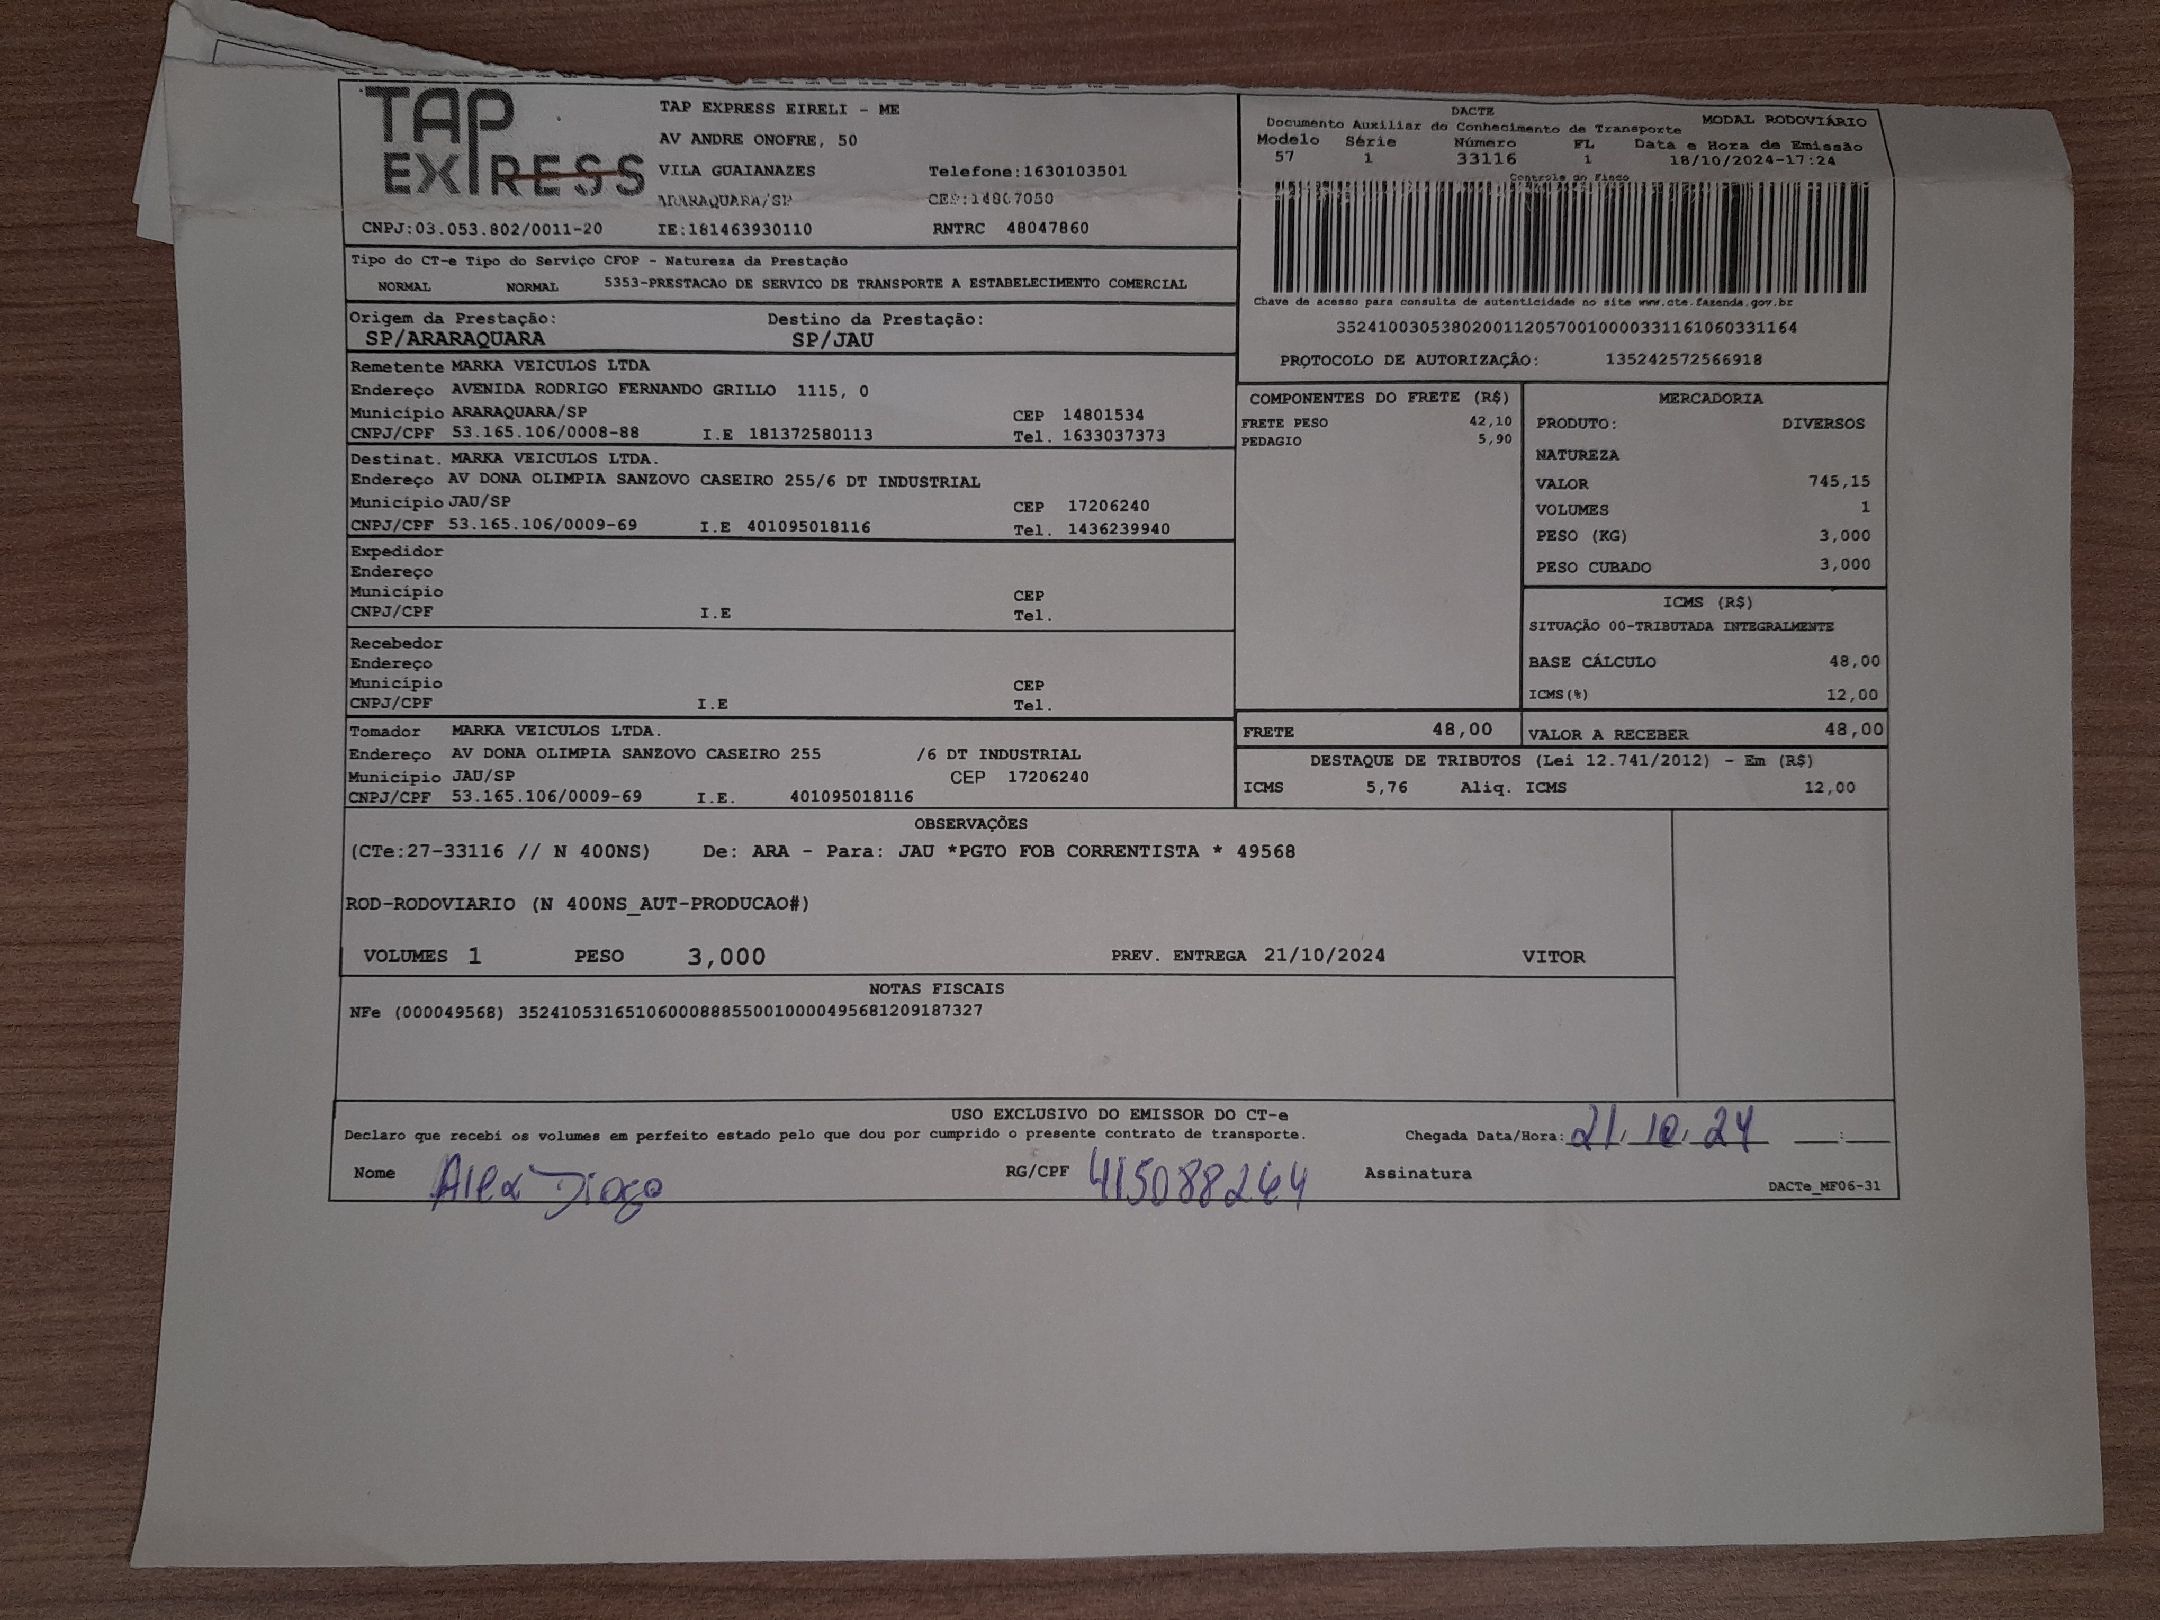 TAP EXPRESS
TAP EXPRESS EIRELI - ME
AV ANDRE ONOFRE, 50
VILA GUAIANAZES Telefone:1630103501
ARARAQUARA/SP CEP:14807050
CNPJ:03.053.802/0011-20 IE:181463930110 RNTRC 48047860
DACTE MODAL RODOVIÁRIO
Documento Auxiliar do Conhecimento de Transporte
Modelo Série Número FL Data e Hora de Emissão
57 1 33116 1 18/10/2024-17:24
Controle do Fisco
Chave de acesso para consulta de autenticidade no site www.cte.fazenda.gov.br
35241003053802001120570010000331161060331164
PROTOCOLO DE AUTORIZAÇÃO: 135242572566918
Tipo do CT-e Tipo do Serviço CFOP - Natureza da Prestação
NORMAL NORMAL 5353-PRESTACAO DE SERVICO DE TRANSPORTE A ESTABELECIMENTO COMERCIAL
Origem da Prestação: Destino da Prestação:
SP/ARARAQUARA SP/JAU
Remetente MARKA VEICULOS LTDA
Endereço AVENIDA RODRIGO FERNANDO GRILLO 1115, 0
Município ARARAQUARA/SP CEP 14801534
CNPJ/CPF 53.165.106/0008-88 I.E 181372580113 Tel. 1633037373
Destinat. MARKA VEICULOS LTDA.
Endereço AV DONA OLIMPIA SANZOVO CASEIRO 255/6 DT INDUSTRIAL
Município JAU/SP CEP 17206240
CNPJ/CPF 53.165.106/0009-69 I.E 401095018116 Tel. 1436239940
Expedidor
Endereço
Município CEP
CNPJ/CPF I.E Tel.
Recebedor
Endereço
Município CEP
CNPJ/CPF I.E Tel.
Tomador MARKA VEICULOS LTDA.
Endereço AV DONA OLIMPIA SANZOVO CASEIRO 255 /6 DT INDUSTRIAL
Município JAU/SP CEP 17206240
CNPJ/CPF 53.165.106/0009-69 I.E. 401095018116
COMPONENTES DO FRETE (R$)
FRETE PESO 42,10
PEDAGIO 5,90
MERCADORIA
PRODUTO: DIVERSOS
NATUREZA
VALOR 745,15
VOLUMES 1
PESO (KG) 3,000
PESO CUBADO 3,000
ICMS (R$)
SITUAÇÃO 00-TRIBUTADA INTEGRALMENTE
BASE CÁLCULO 48,00
ICMS(%) 12,00
FRETE 48,00 VALOR A RECEBER 48,00
DESTAQUE DE TRIBUTOS (Lei 12.741/2012) - Em (R$)
ICMS 5,76 Aliq. ICMS 12,00
OBSERVAÇÕES
(CTe:27-33116 // N 400NS) De: ARA - Para: JAU *PGTO FOB CORRENTISTA * 49568
ROD-RODOVIARIO (N 400NS_AUT-PRODUCAO#)
VOLUMES 1 PESO 3,000 PREV. ENTREGA 21/10/2024 VITOR
NOTAS FISCAIS
NFe (000049568) 35241053165106000888550010000495681209187327
USO EXCLUSIVO DO EMISSOR DO CT-e
Declaro que recebi os volumes em perfeito estado pelo que dou por cumprido o presente contrato de transporte. Chegada Data/Hora: 21.10.24 ___:___
Nome Alex Diogo RG/CPF 415088264 Assinatura
DACTe_MF06-31